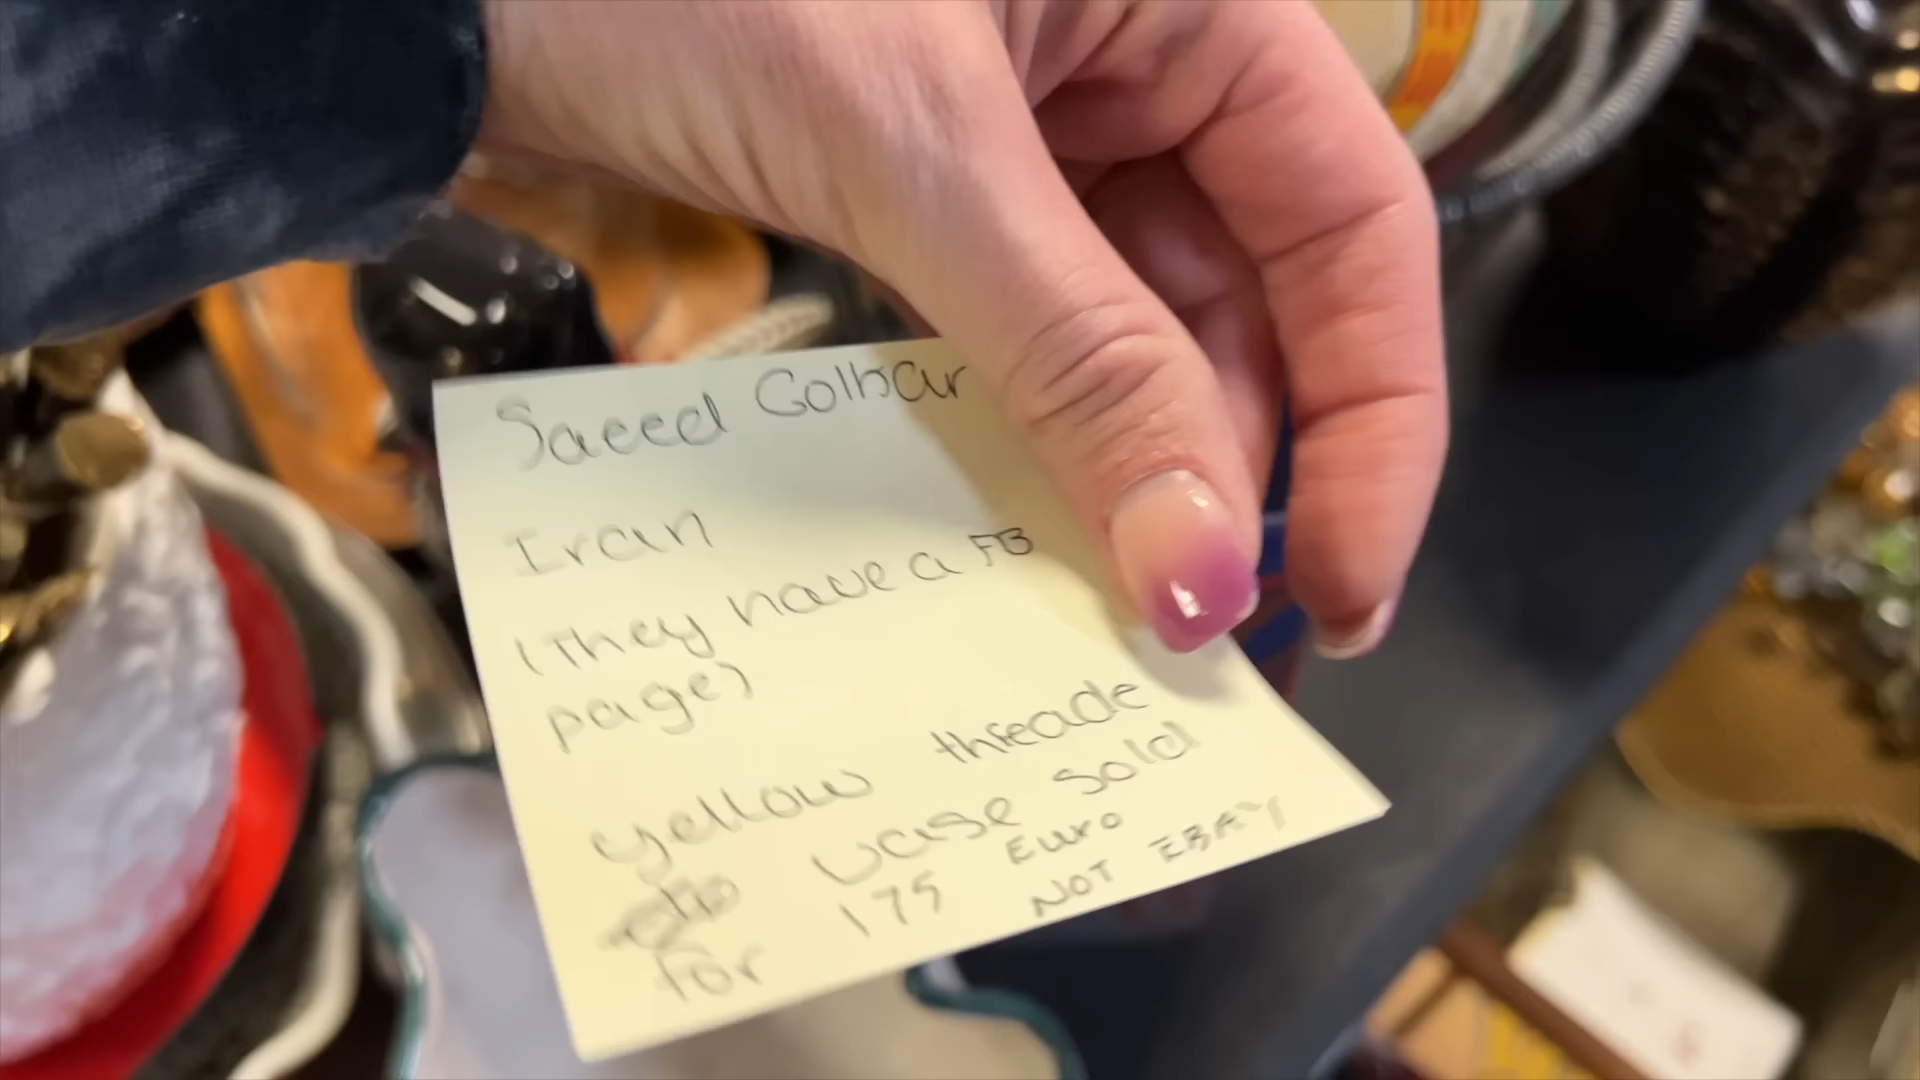 Saeed Golbar
Iran
(They have a FB
page)
yellow threade
vase sold
for 175 Euro
NOT EBAY